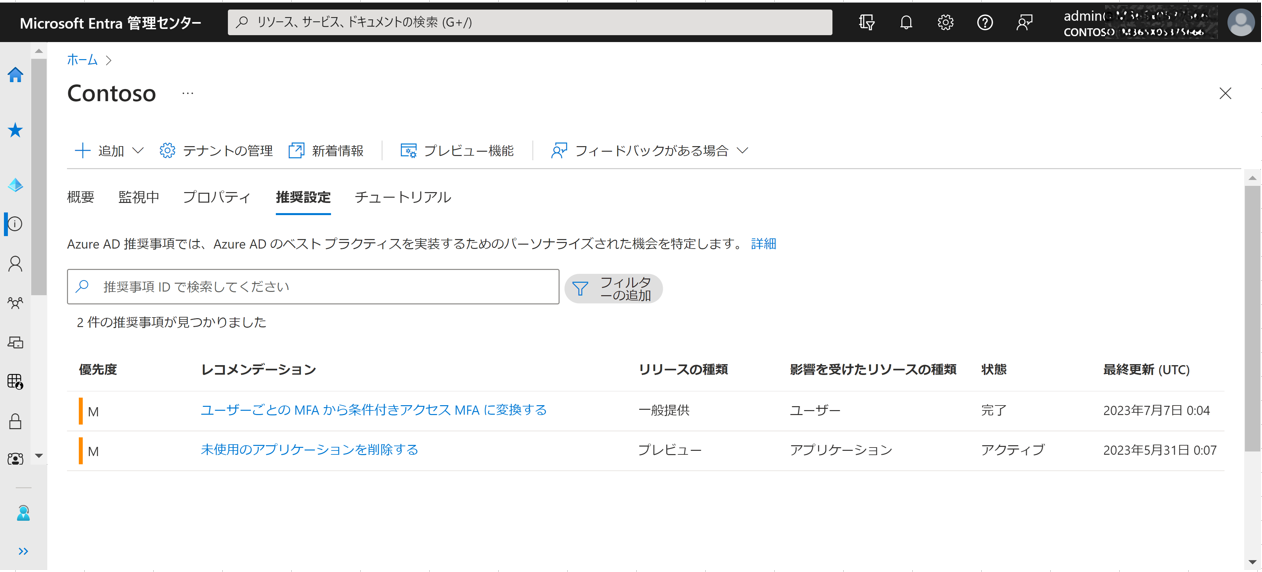 Microsoft Entra 管理センター
リソース、サービス、ドキュメントの検索 (G+/)
admin@
CONTOSO
ホーム
Contoso
...
追加
テナントの管理
新着情報
プレビュー機能
フィードバックがある場合
概要
監視中
プロパティ
推奨設定
チュートリアル
Azure AD 推奨事項では、Azure AD のベスト プラクティスを実装するためのパーソナライズされた機会を特定します。 詳細
推奨事項 ID で検索してください
フィルタ
ーの追加
2 件の推奨事項が見つかりました
優先度 レコメンデーション リリースの種類 影響を受けたリソースの種類 状態 最終更新 (UTC)
M ユーザーごとの MFA から条件付きアクセス MFA に変換する 一般提供 ユーザー 完了 2023年7月7日 0:04
M 未使用のアプリケーションを削除する プレビュー アプリケーション アクティブ 2023年5月31日 0:07